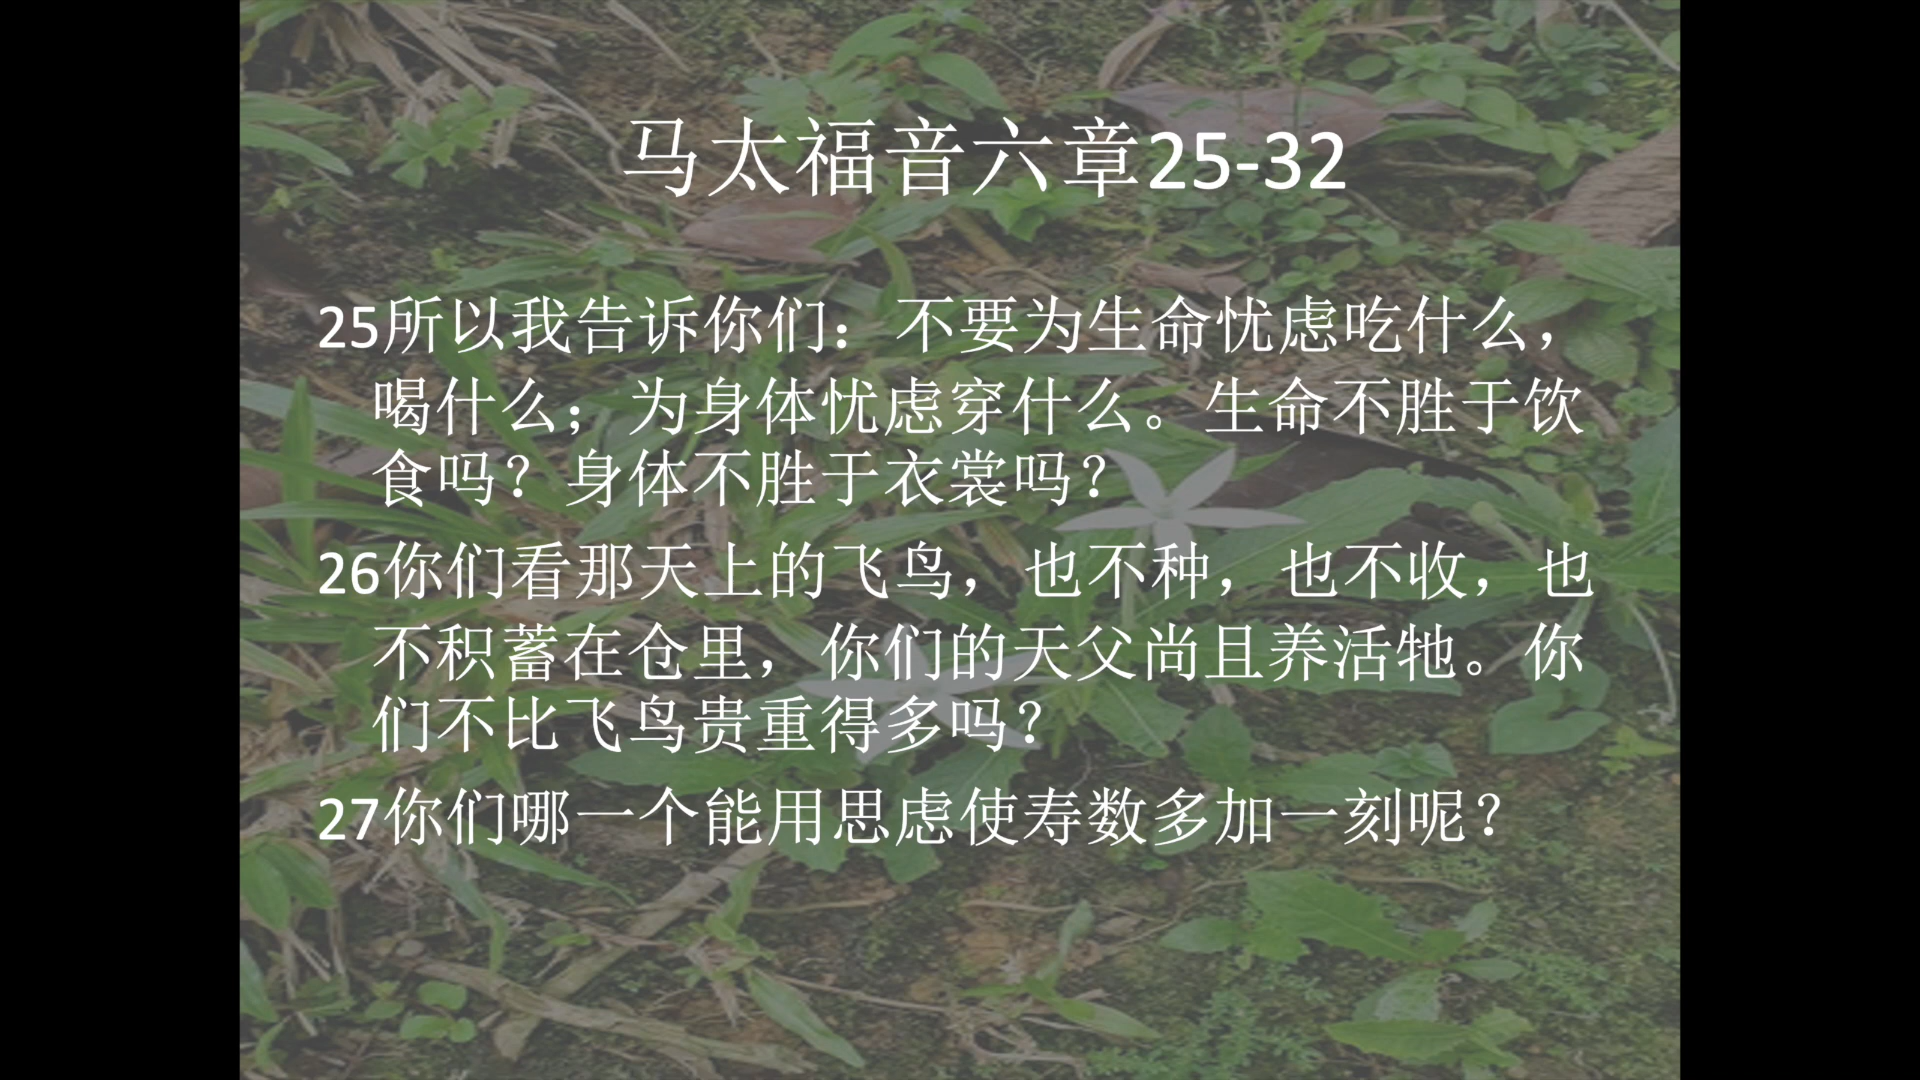 马太福音六章25-32
25所以我告诉你们：不要为生命忧虑吃什么，
喝什么；为身体忧虑穿什么。生命不胜于饮
食吗？身体不胜于衣裳吗？
26你们看那天上的飞鸟，也不种，也不收，也
不积蓄在仓里，你们的天父尚且养活牠。你
们不比飞鸟贵重得多吗？
27你们哪一个能用思虑使寿数多加一刻呢？